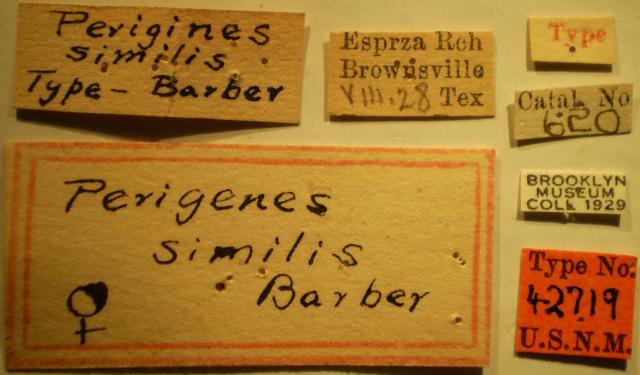 Perigines
similis
Type - Barber
Esprza Rch
Brownsville
VIII.28 Tex
Type
Catal. No
620
BROOKLYN
MUSEUM
COLL 1929
Perigenes
similis
Barber
♀
Type No.
42719
U.S.N.M.